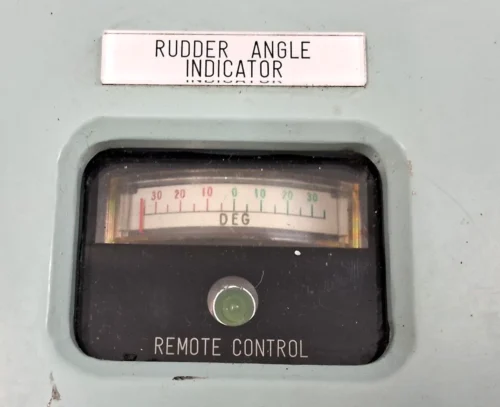 RUDDER ANGLE
INDICATOR
30 20 10 0 10 20 30
DEG
REMOTE CONTROL